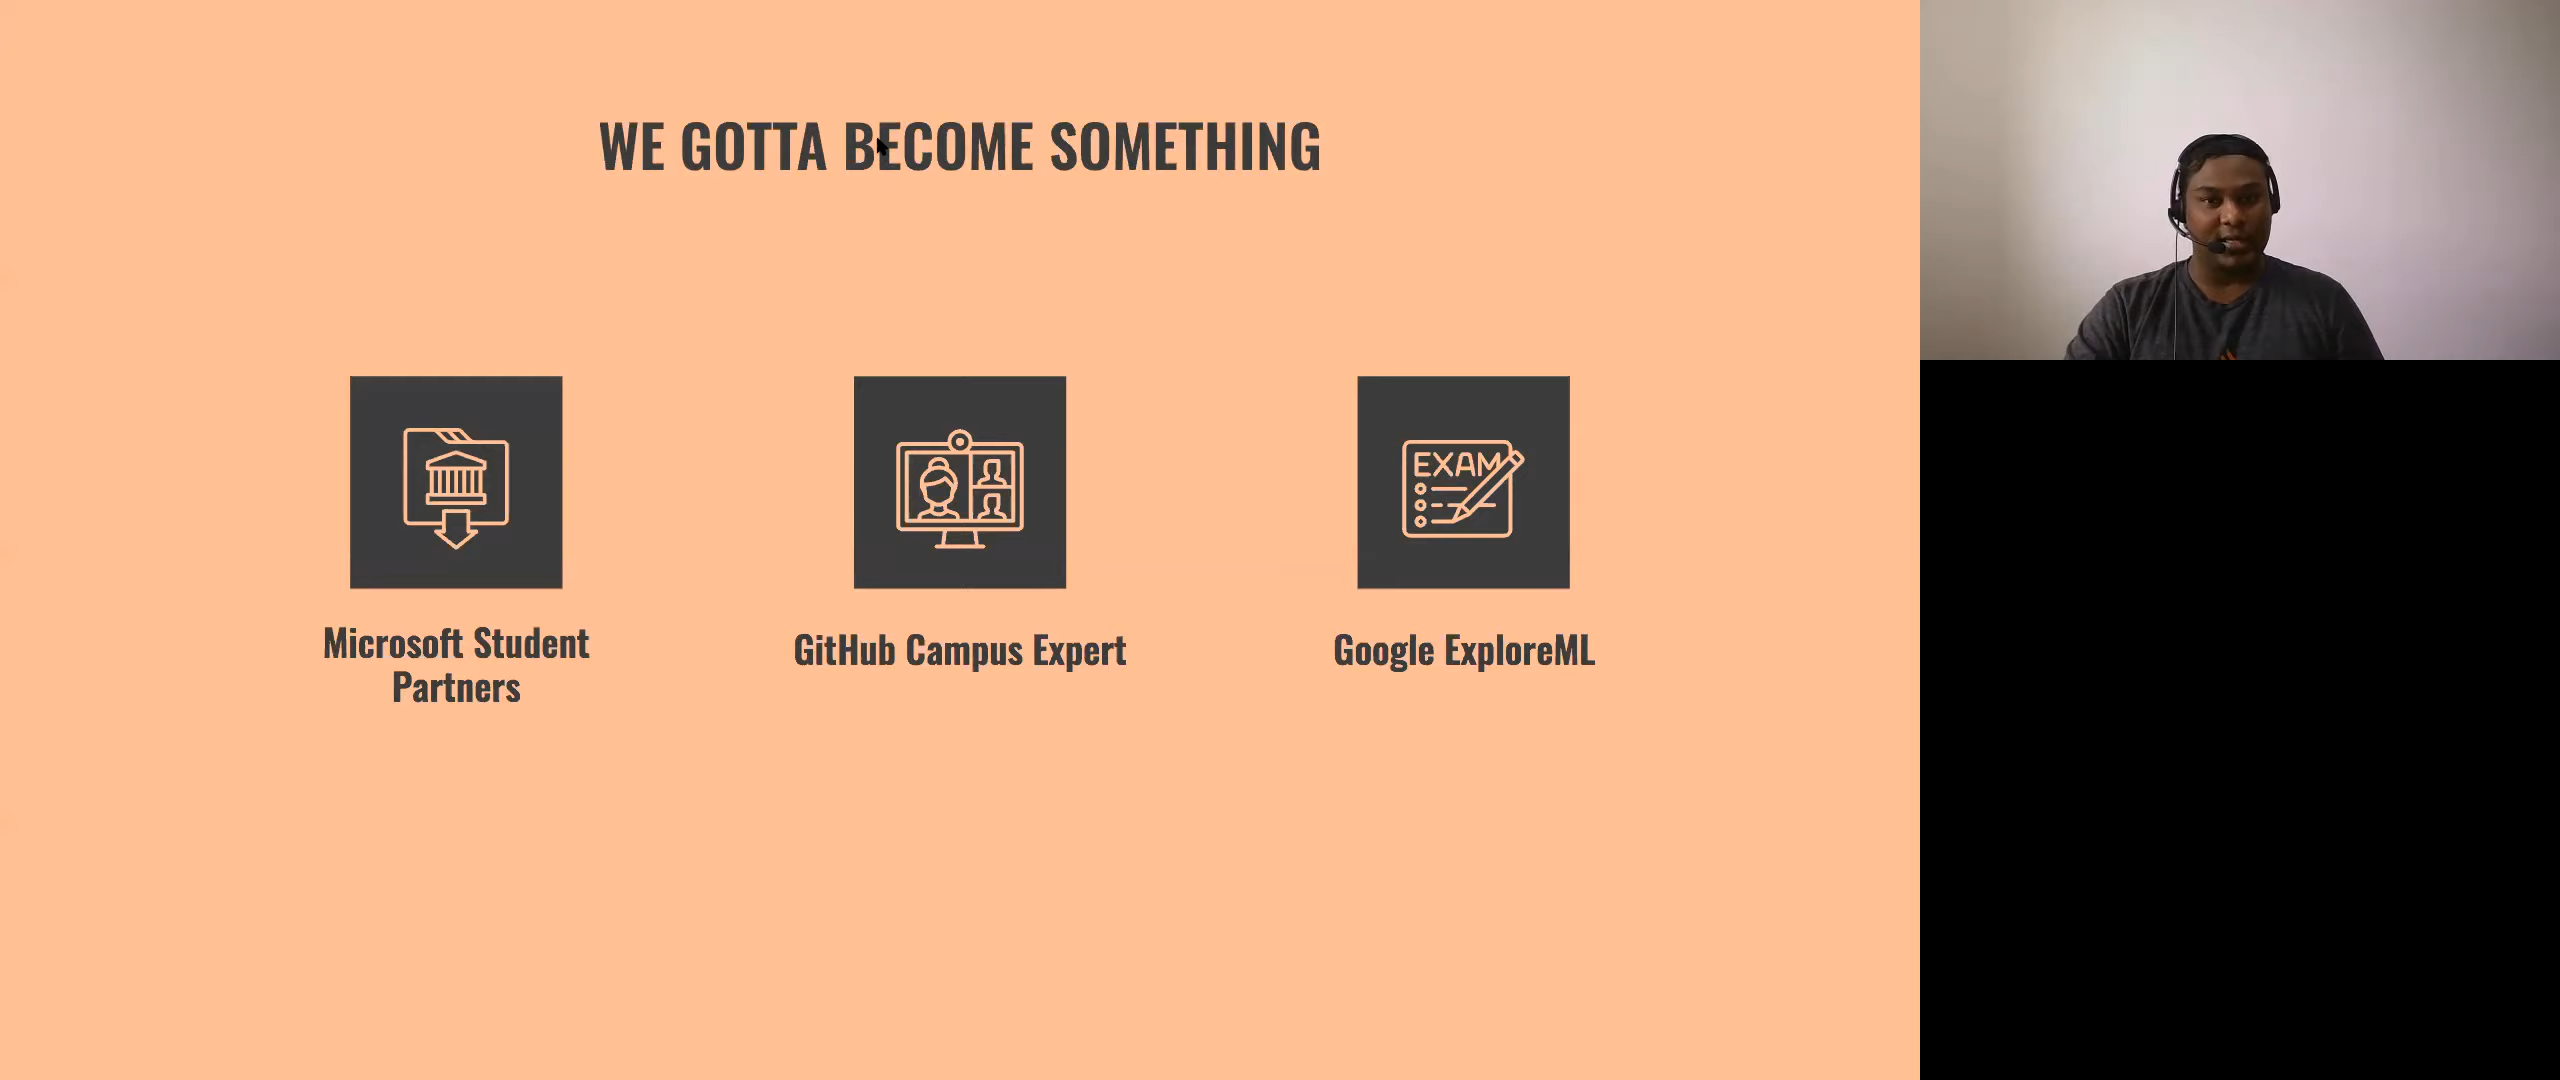 WE GOTTA BECOME SOMETHING
EXAM
Microsoft Student
Partners
GitHub Campus Expert
Google ExploreML